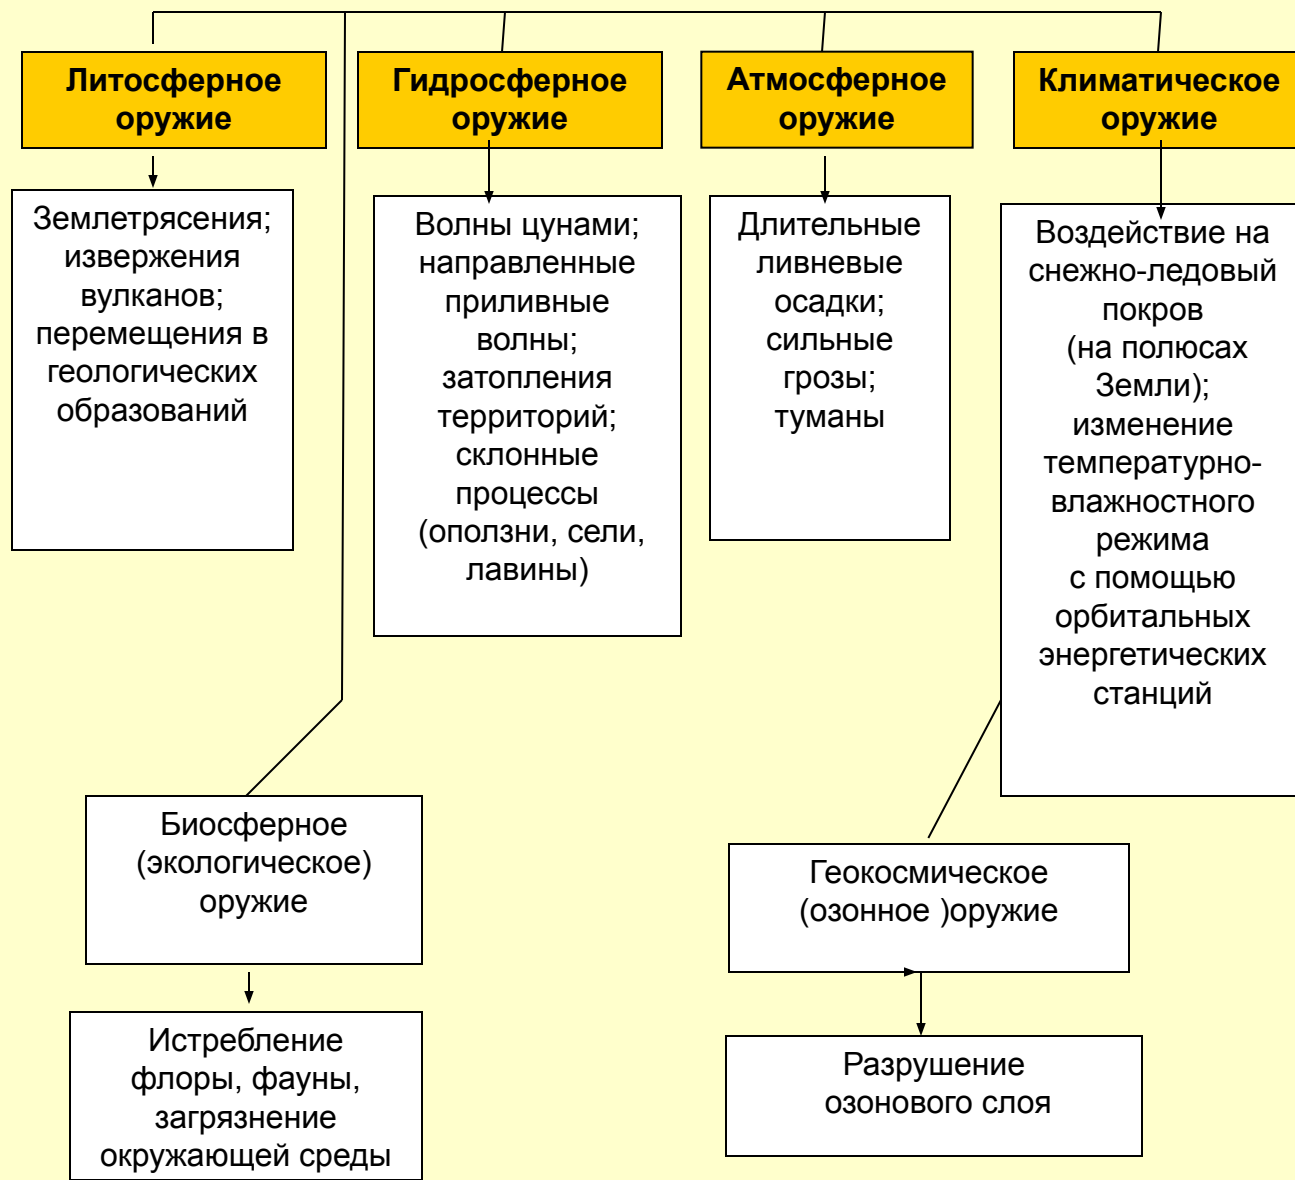 Литосферное
оружие
Гидросферное
оружие
Атмосферное
оружие
Климатическое
оружие
Землетрясения;
извержения
вулканов;
перемещения в
геологических
образований
Волны цунами;
направленные
приливные
волны;
затопления
территорий;
склонные
процессы
(оползни, сели,
лавины)
Длительные
ливневые
осадки;
сильные
грозы;
туманы
Воздействие на
снежно-ледовый
покров
(на полюсах
Земли);
изменение
температурно-
влажностного
режима
с помощью
орбитальных
энергетических
станций
Биосферное
(экологическое)
оружие
Геокосмическое
(озонное )оружие
Истребление
флоры, фауны,
загрязнение
окружающей среды
Разрушение
озонового слоя